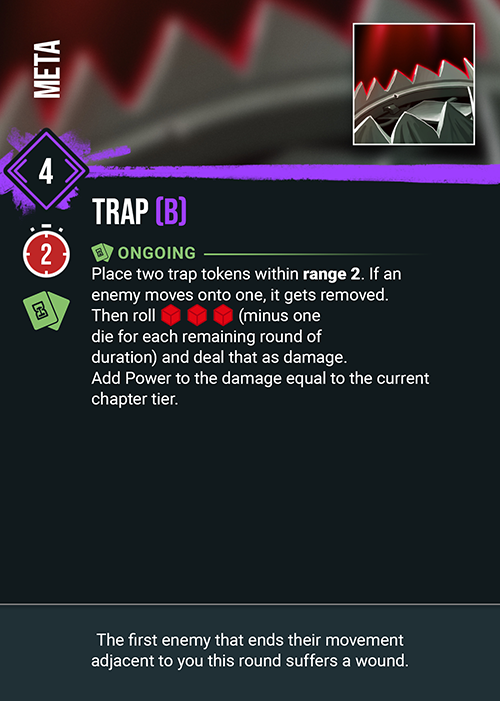 META
4
TRAP (B)
2
ONGOING
Place two trap tokens within range 2. If an
enemy moves onto one, it gets removed.
Then roll (minus one
die for each remaining round of
duration) and deal that as damage.
Add Power to the damage equal to the current
chapter tier.
The first enemy that ends their movement
adjacent to you this round suffers a wound.